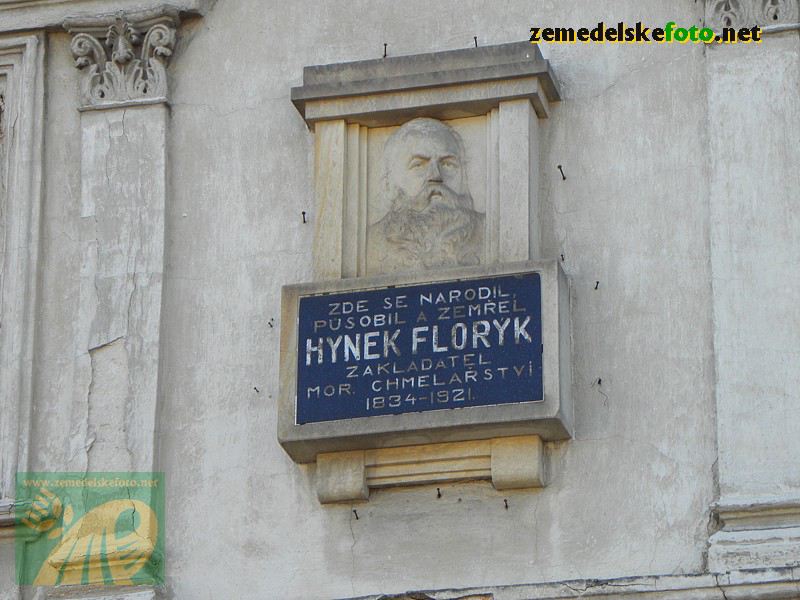 zemedelskefoto.net
ZDE SE NARODIL,
PŮSOBIL A ZEMŘEL
HYNEK FLORYK
ZAKLADATEL
MOR. CHMELAŘSTVÍ
1834-1921.
www.zemedelskefoto.net